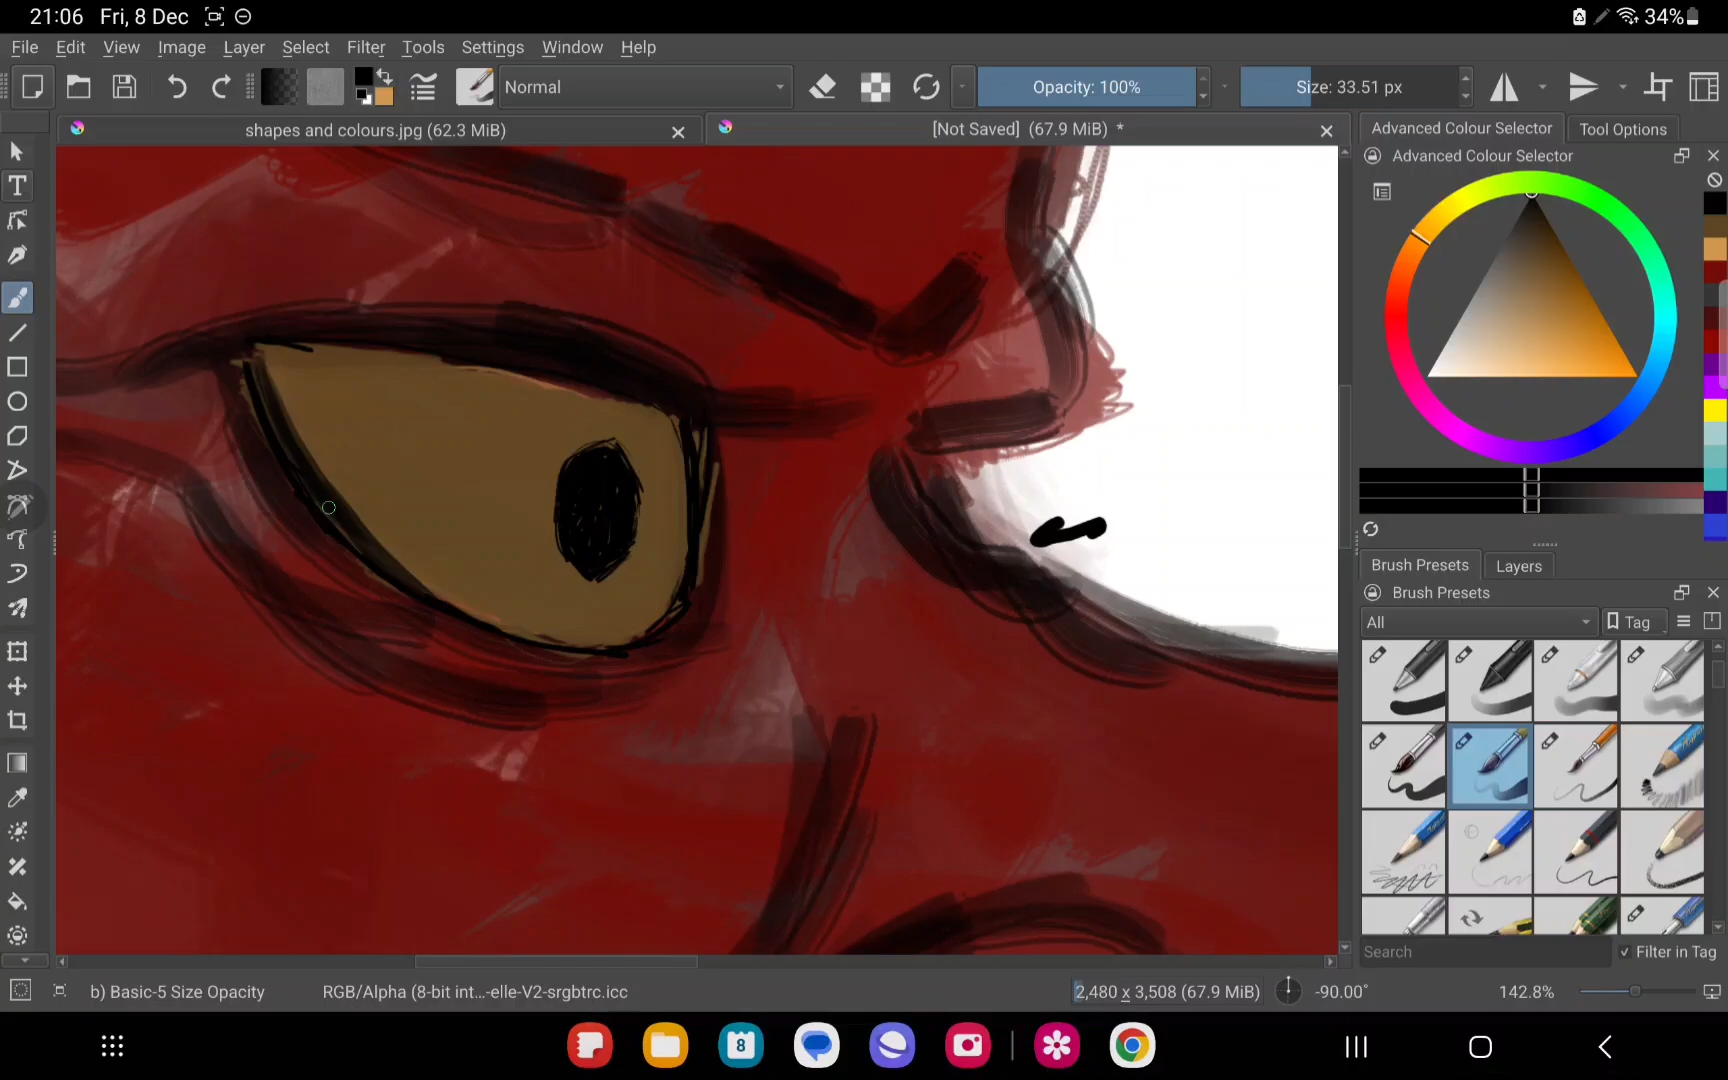 21:06 Fri, 8 Dec 34%
File Edit View Image Layer Select Filter Tools Settings Window Help
Normal Opacity: 100% Size: 33.51 px
shapes and colours.jpg (62.3 MiB) [Not Saved] (67.9 MiB) * Advanced Colour Selector Tool Options
Advanced Colour Selector
T
Brush Presets Layers
Brush Presets
All Tag
Search Filter in Tag
b) Basic-5 Size Opacity RGB/Alpha (8-bit int...-elle-V2-srgbtrc.icc 2,480 x 3,508 (67.9 MiB) -90.00° 142.8%
8